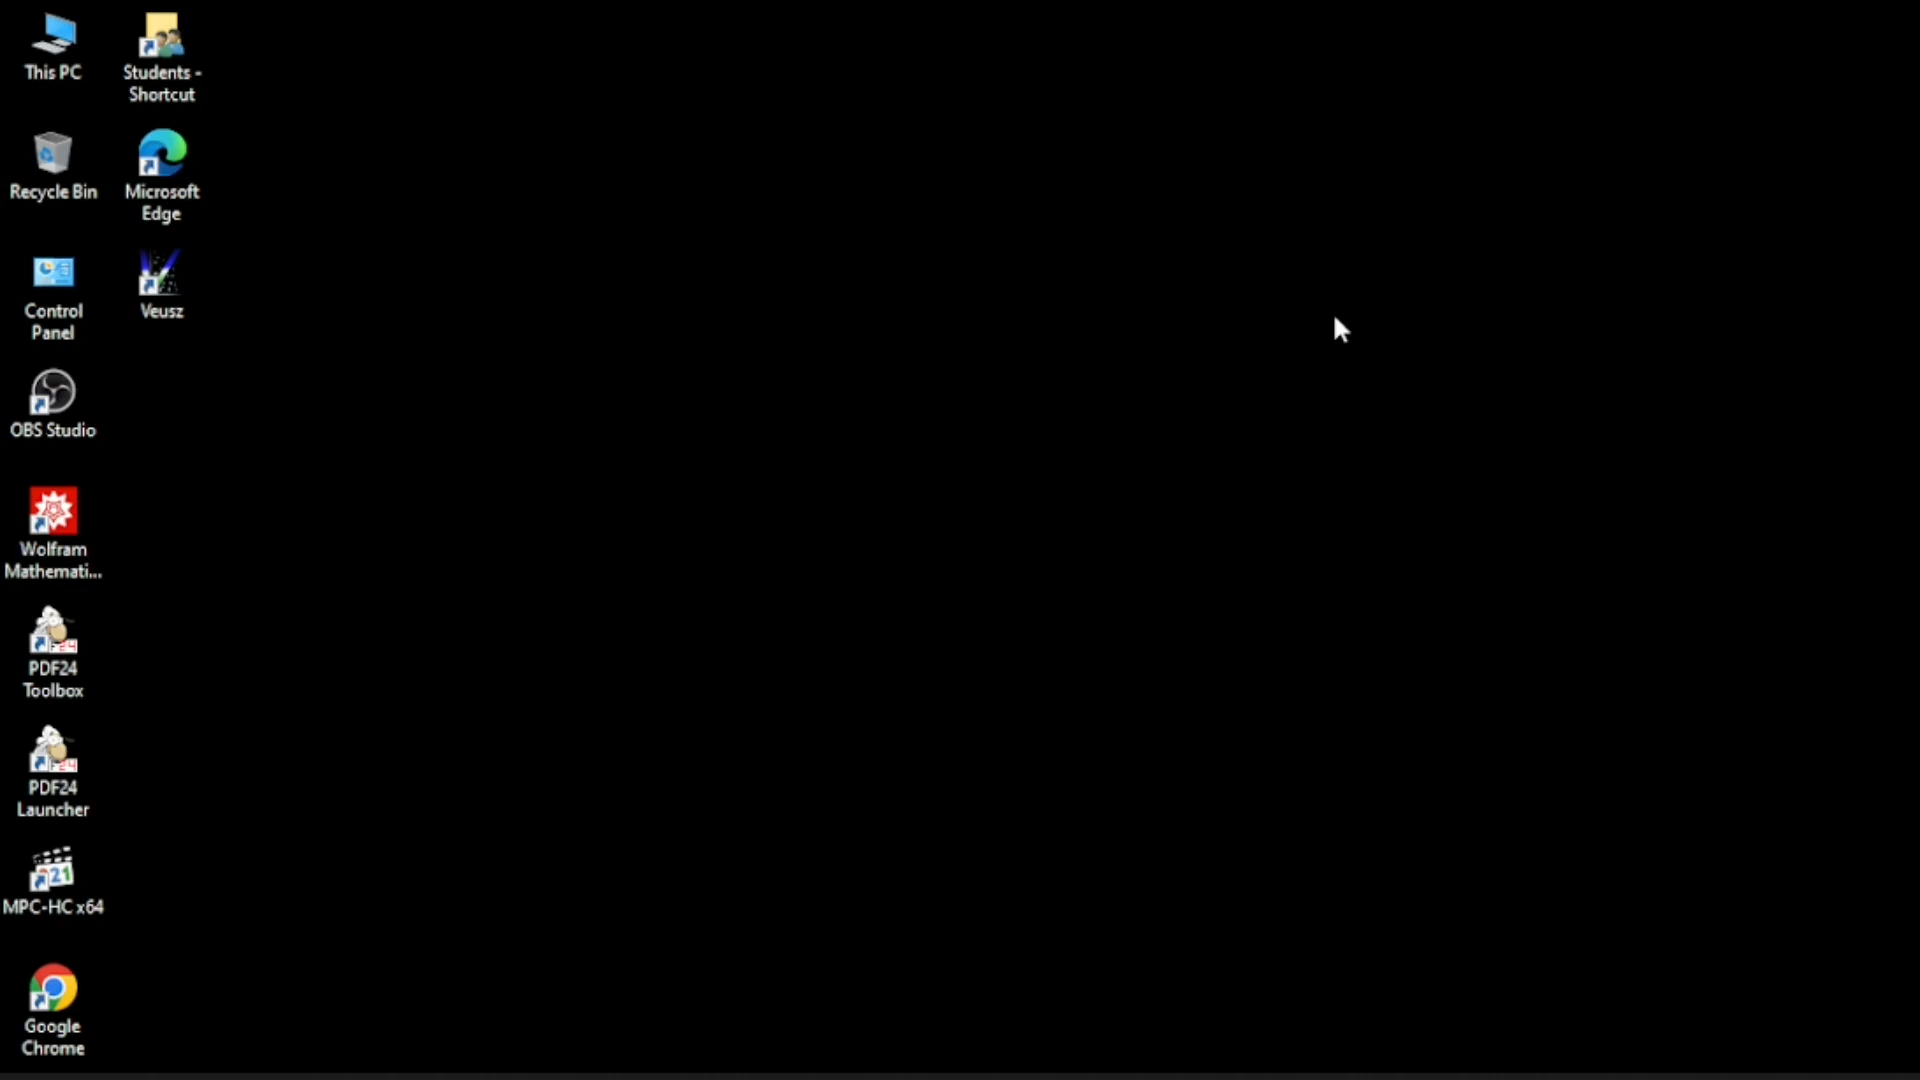 This PC
Students -
Shortcut
Recycle Bin
Microsoft
Edge
Control
Panel
Veusz
OBS Studio
Wolfram
Mathemati...
PDF24
Toolbox
PDF24
Launcher
MPC-HC x64
Google
Chrome